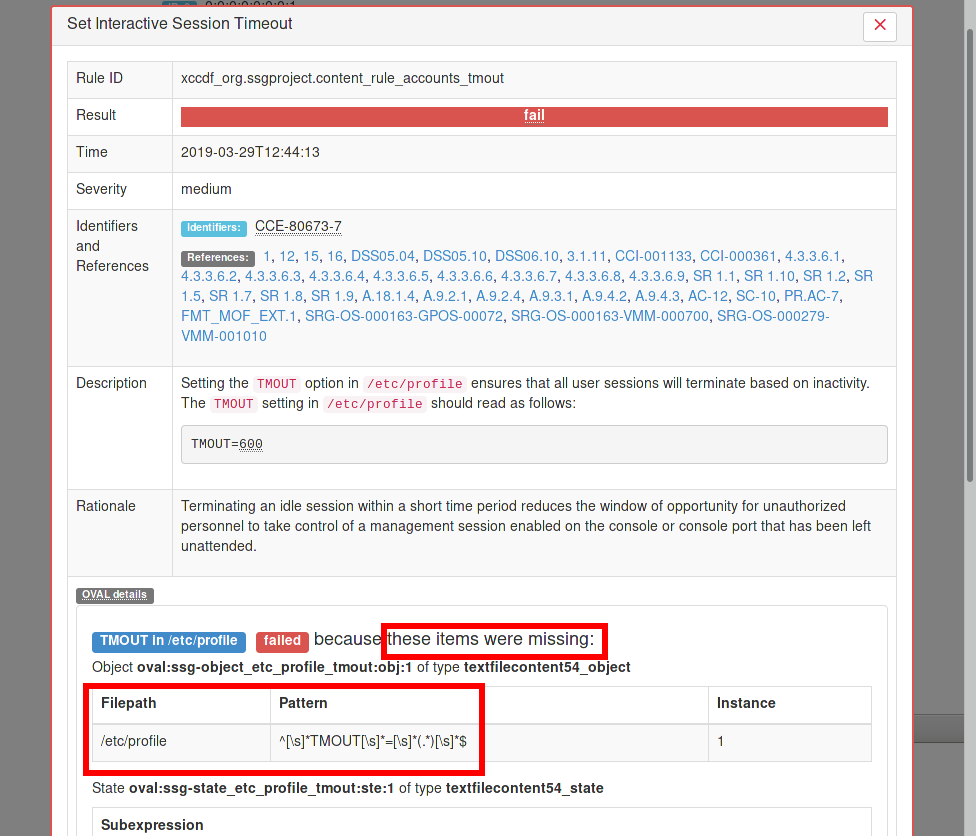 Set Interactive Session Timeout
Rule ID xccdf_org.ssgproject.content_rule_accounts_tmout
Result fail
Time 2019-03-29T12:44:13
Severity medium
Identifiers and References
Identifiers: CCE-80673-7
References: 1, 12, 15, 16, DSS05.04, DSS05.10, DSS06.10, 3.1.11, CCI-001133, CCI-000361, 4.3.3.6.1,
4.3.3.6.2, 4.3.3.6.3, 4.3.3.6.4, 4.3.3.6.5, 4.3.3.6.6, 4.3.3.6.7, 4.3.3.6.8, 4.3.3.6.9, SR 1.1, SR 1.10, SR 1.2, SR
1.5, SR 1.7, SR 1.8, SR 1.9, A.18.1.4, A.9.2.1, A.9.2.4, A.9.3.1, A.9.4.2, A.9.4.3, AC-12, SC-10, PR.AC-7,
FMT_MOF_EXT.1, SRG-OS-000163-GPOS-00072, SRG-OS-000163-VMM-000700, SRG-OS-000279-
VMM-001010
Description Setting the TMOUT option in /etc/profile ensures that all user sessions will terminate based on inactivity.
The TMOUT setting in /etc/profile should read as follows:
TMOUT=600
Rationale Terminating an idle session within a short time period reduces the window of opportunity for unauthorized
personnel to take control of a management session enabled on the console or console port that has been left
unattended.
OVAL details
TMOUT in /etc/profile failed because these items were missing:
Object oval:ssg-object_etc_profile_tmout:obj:1 of type textfilecontent54_object
Filepath Pattern Instance
/etc/profile ^[\s]*TMOUT[\s]*=[\s]*(.*)[\s]*$ 1
State oval:ssg-state_etc_profile_tmout:ste:1 of type textfilecontent54_state
Subexpression